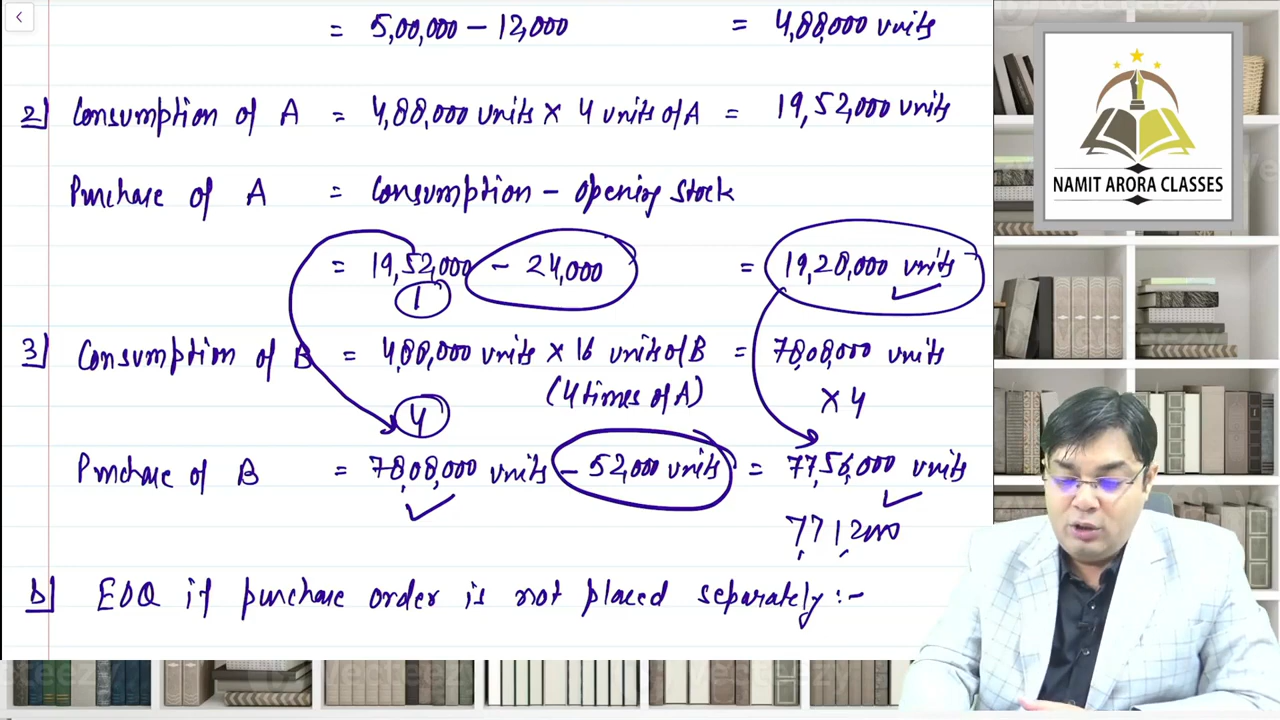 = 5,00,000 - 12,000 = 4,88,000 units
2] Consumption of A = 4,88,000 units × 4 units of A = 19,52,000 units
Purchase of A = Consumption - opening stock
= 19,52,000 - 24,000 = 19,28,000 units
1
3] Consumption of B = 4,88,000 units × 16 units of B = 78,08,000 units
(4 times of A) × 4
4
Purchase of B = 78,08,000 units - 52,000 units = 77,56,000 units
7712000
b] EOQ if purchase order is not placed separately :-
NAMIT ARORA CLASSES